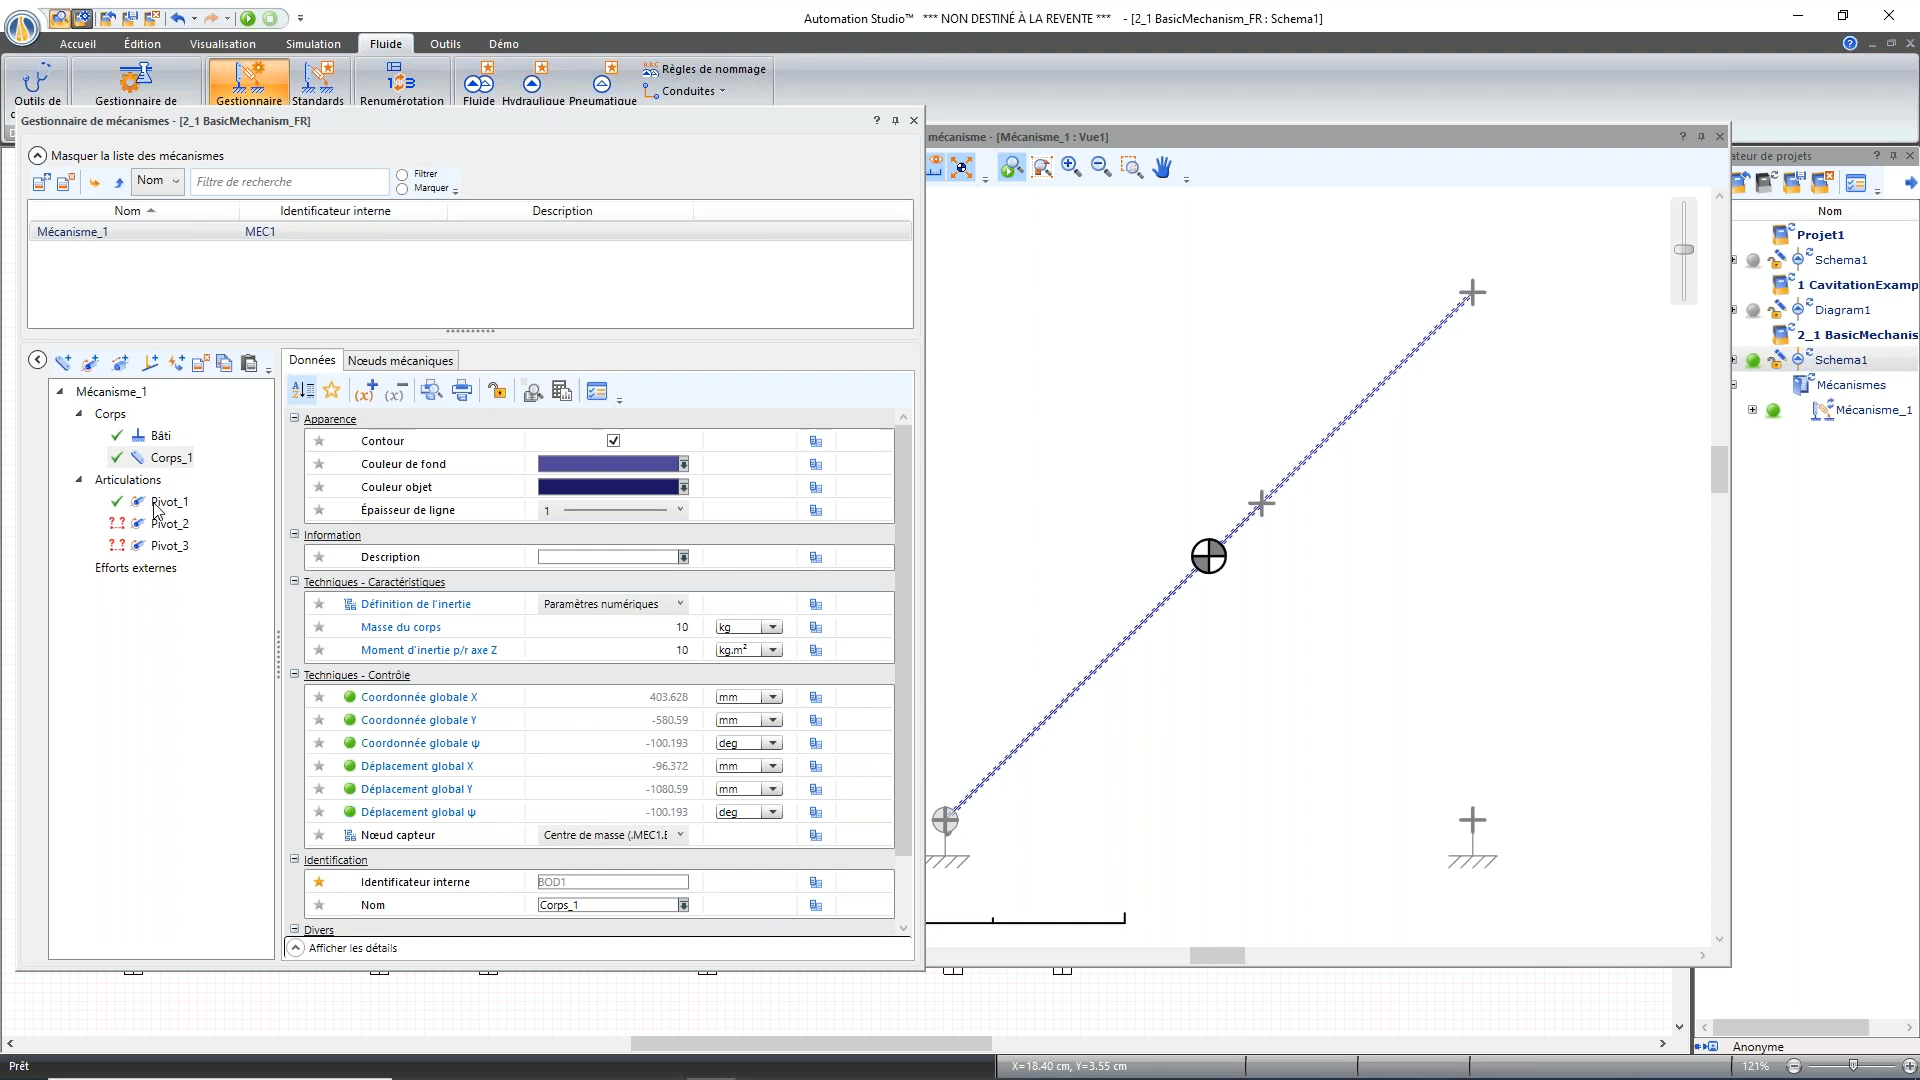 Automation Studio™ *** NON DESTINÉ À LA REVENTE *** - [2_1 BasicMechanism_FR : Schema1]
Accueil Édition Visualisation Simulation Fluide Outils Démo
Outils de Gestionnaire de Gestionnaire Standards Renumérotation Fluide Hydraulique Pneumatique
Règles de nommage
Conduites
Gestionnaire de mécanismes - [2_1 BasicMechanism_FR]
mécanisme - [Mécanisme_1 : Vue1]
ateur de projets
Masquer la liste des mécanismes
Nom Filtre de recherche
Filtrer
Marquer
Nom Identificateur interne Description
Mécanisme_1 MEC1
Nom
Projet1
Schema1
1 CavitationExamp
Diagram1
2_1 BasicMechanis
Schema1
Mécanismes
Mécanisme_1
Mécanisme_1
Corps
Bâti
Corps_1
Articulations
Pivot_1
?.? Pivot_2
?.? Pivot_3
Efforts externes
Données Nœuds mécaniques
Apparence
Contour
Couleur de fond
Couleur objet
Épaisseur de ligne 1
Information
Description
Techniques - Caractéristiques
Définition de l'inertie Paramètres numériques
Masse du corps 10 kg
Moment d'inertie p/r axe Z 10 kg.m²
Techniques - Contrôle
Coordonnée globale X 403.628 mm
Coordonnée globale Y -580.59 mm
Coordonnée globale ψ -100.193 deg
Déplacement global X -96.372 mm
Déplacement global Y -1080.59 mm
Déplacement global ψ -100.193 deg
Nœud capteur Centre de masse (.MEC1.E
Identification
Identificateur interne BOD1
Nom Corps_1
Divers
Afficher les détails
Anonyme
Prêt X=18.40 cm, Y=3.55 cm 121%